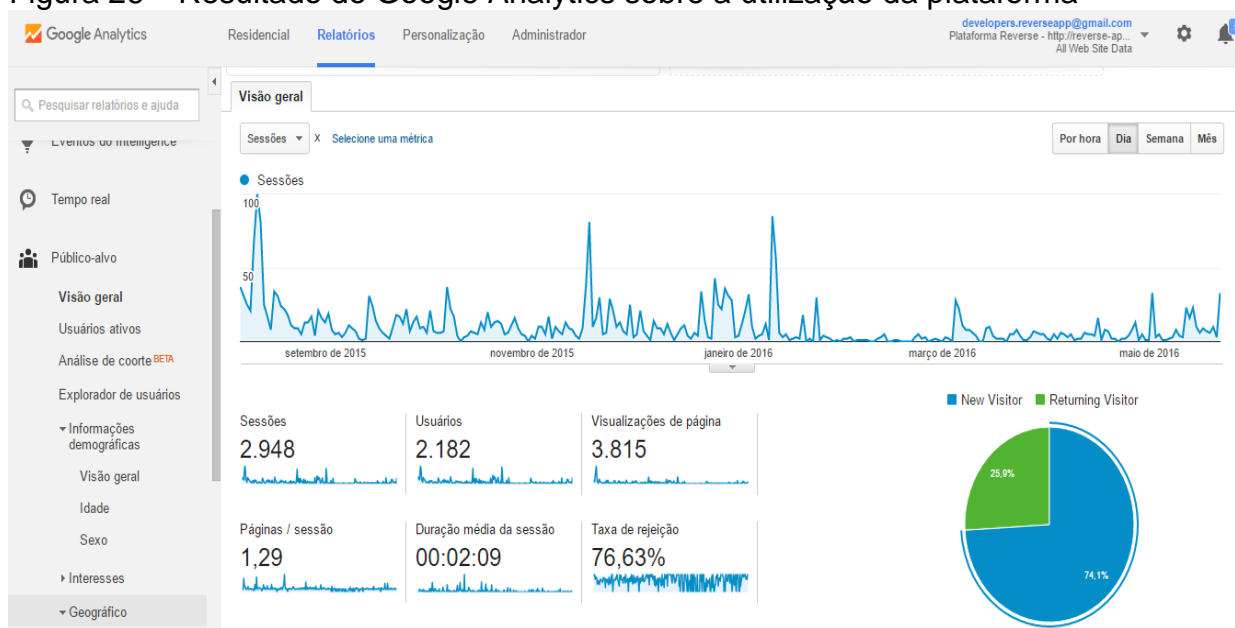 Figura 20 – Resultado do Google Analytics sobre a utilização da plataforma
Google Analytics
Residencial Relatórios Personalização Administrador
developers.reverseapp@gmail.com
Plataforma Reverse - http://reverse-ap...
All Web Site Data
Pesquisar relatórios e ajuda
Eventos do Intelligence
Tempo real
Público-alvo
Visão geral
Usuários ativos
Análise de coorte BETA
Explorador de usuários
Informações
demográficas
Visão geral
Idade
Sexo
Interesses
Geográfico
Visão geral
Sessões X Selecione uma métrica
Por hora Dia Semana Mês
Sessões
100
50
setembro de 2015 novembro de 2015 janeiro de 2016 março de 2016 maio de 2016
New Visitor Returning Visitor
Sessões Usuários Visualizações de página
2.948 2.182 3.815
Páginas / sessão Duração média da sessão Taxa de rejeição
1,29 00:02:09 76,63%
25,9%
74,1%